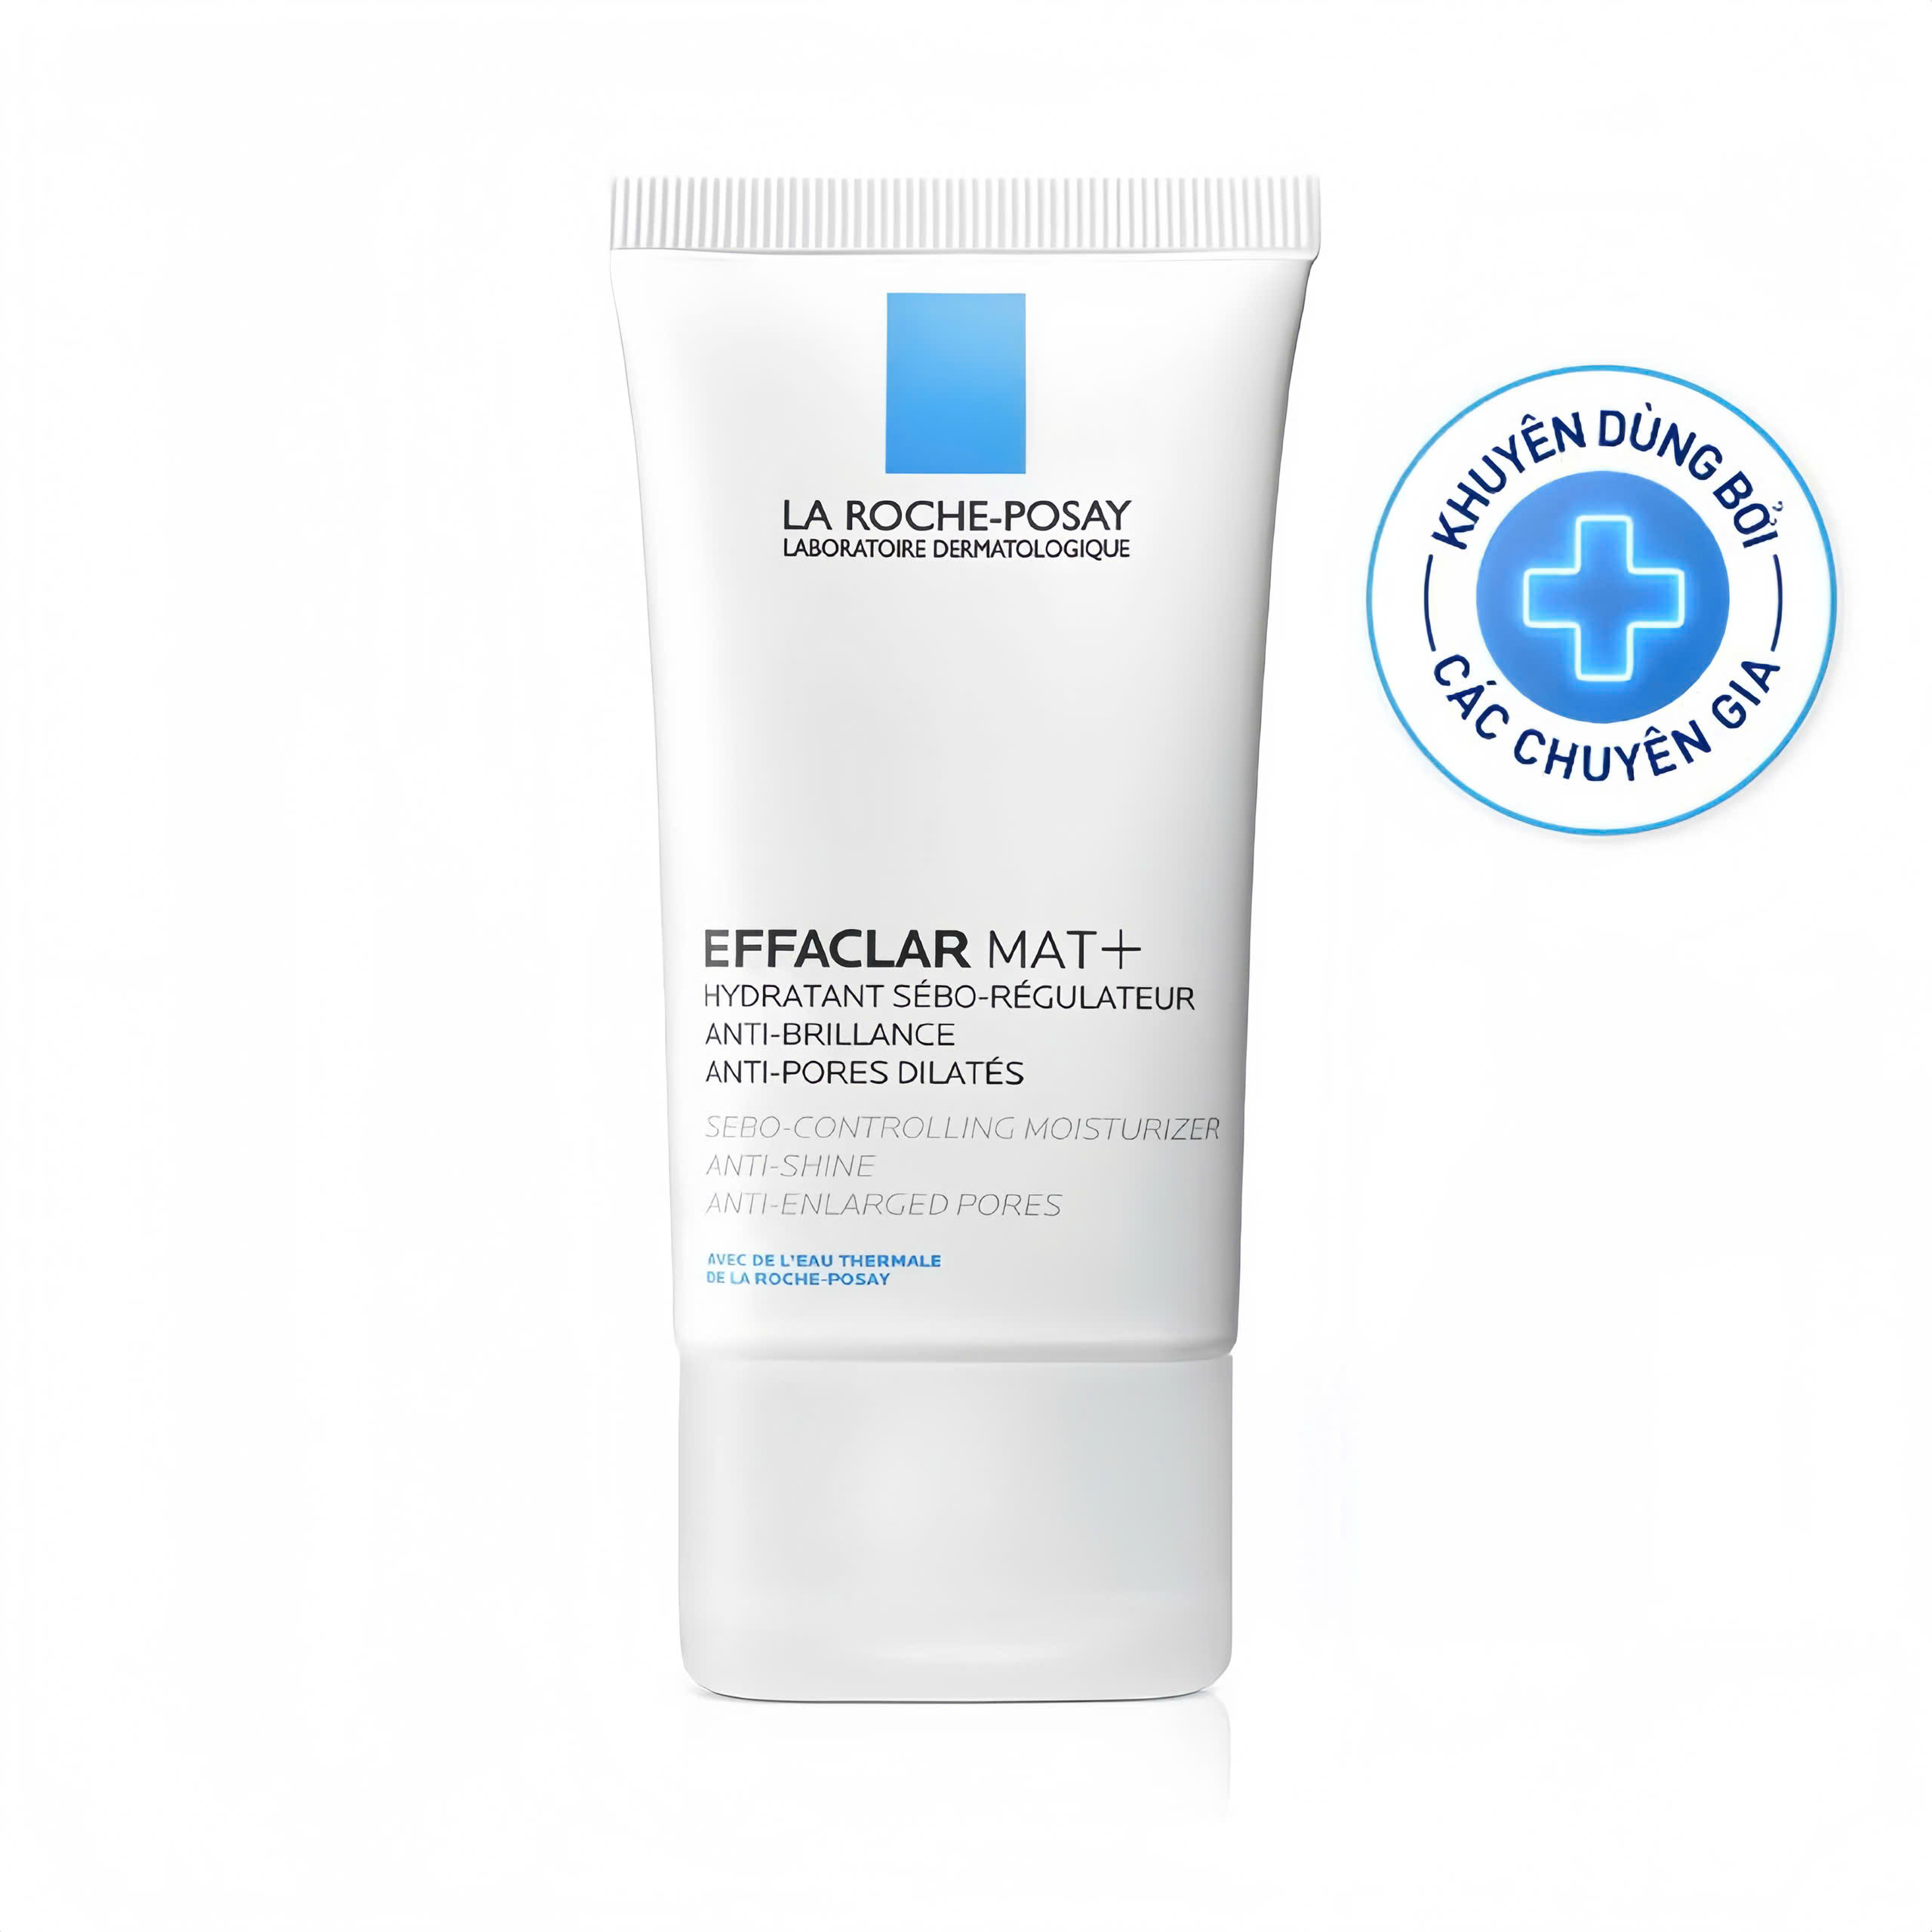 LA ROCHE-POSAY
LABORATOIRE DERMATOLOGIQUE
EFFACLAR MAT+
HYDRATANT SÉBO-RÉGULATEUR
ANTI-BRILLANCE
ANTI-PORES DILATÉS
SEBO-CONTROLLING MOISTURIZER
ANTI-SHINE
ANTI-ENLARGED PORES
AVEC DE L'EAU THERMALE
DE LA ROCHE-POSAY
KHUYÊN DÙNG BỞI
CÁC CHUYÊN GIA